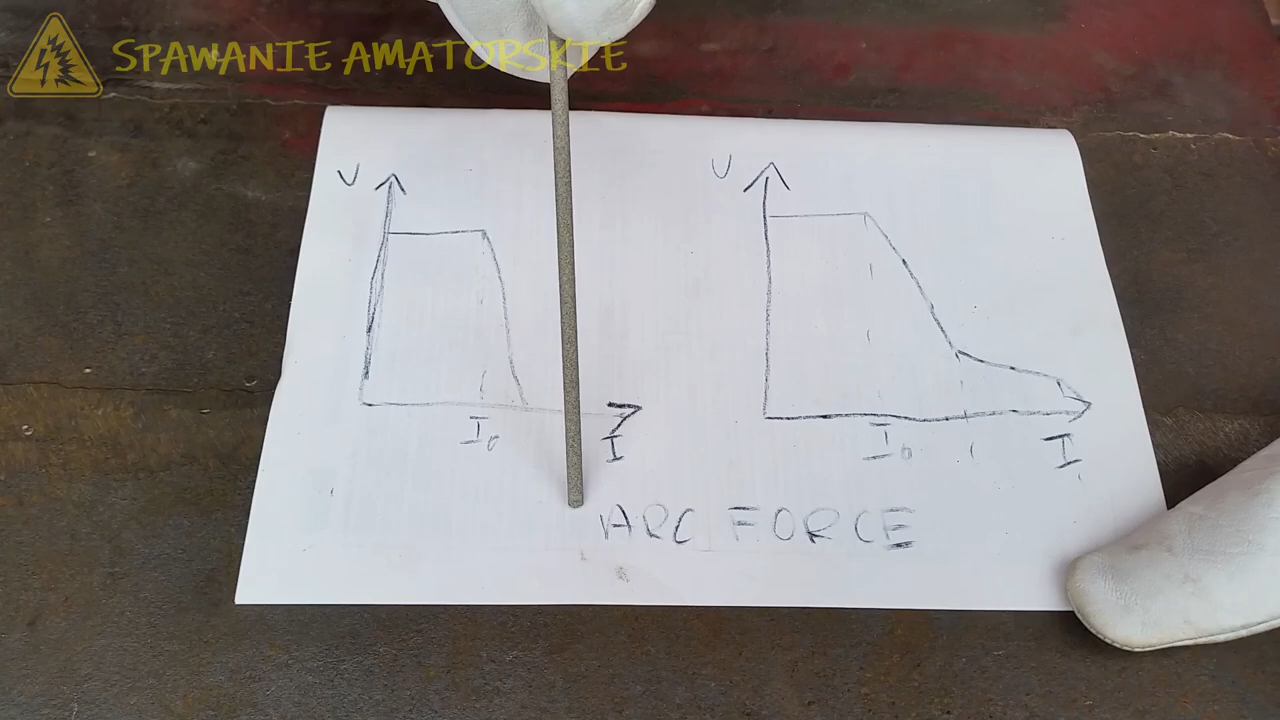 SPAWANIE AMATORSKIE
U
U
I₀
I
I₀
I
ARC FORCE